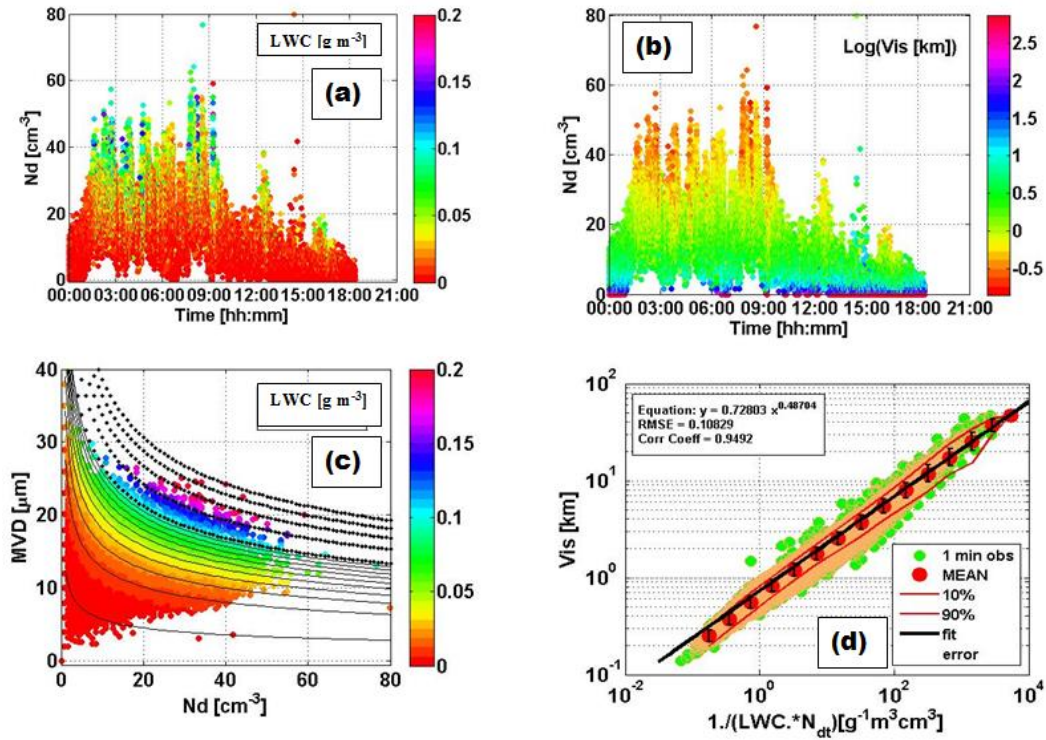 LWC [g m-3]
(a)
Nd [cm-3]
80
60
40
20
0
00:00 03:00 06:00 09:00 12:00 15:00 18:00 21:00
Time [hh:mm]
0.2
0.15
0.1
0.05
0
(b)
Log(Vis [km])
Nd [cm-3]
80
60
40
20
0
00:00 03:00 06:00 09:00 12:00 15:00 18:00 21:00
Time [hh:mm]
2.5
2
1.5
1
0.5
0
-0.5
LWC [g m-3]
(c)
MVD [µm]
40
30
20
10
0
0 20 40 60 80
Nd [cm-3]
0.2
0.15
0.1
0.05
0
Equation: y = 0.72803 x0.48704
RMSE = 0.10829
Corr Coeff = 0.9492
Vis [km]
10²
10¹
10⁰
10-1
10-2 10⁰ 10² 10⁴
1 min obs
MEAN
10%
90%
fit
error
(d)
1./(LWC.*Ndt)[g-1m3cm3]